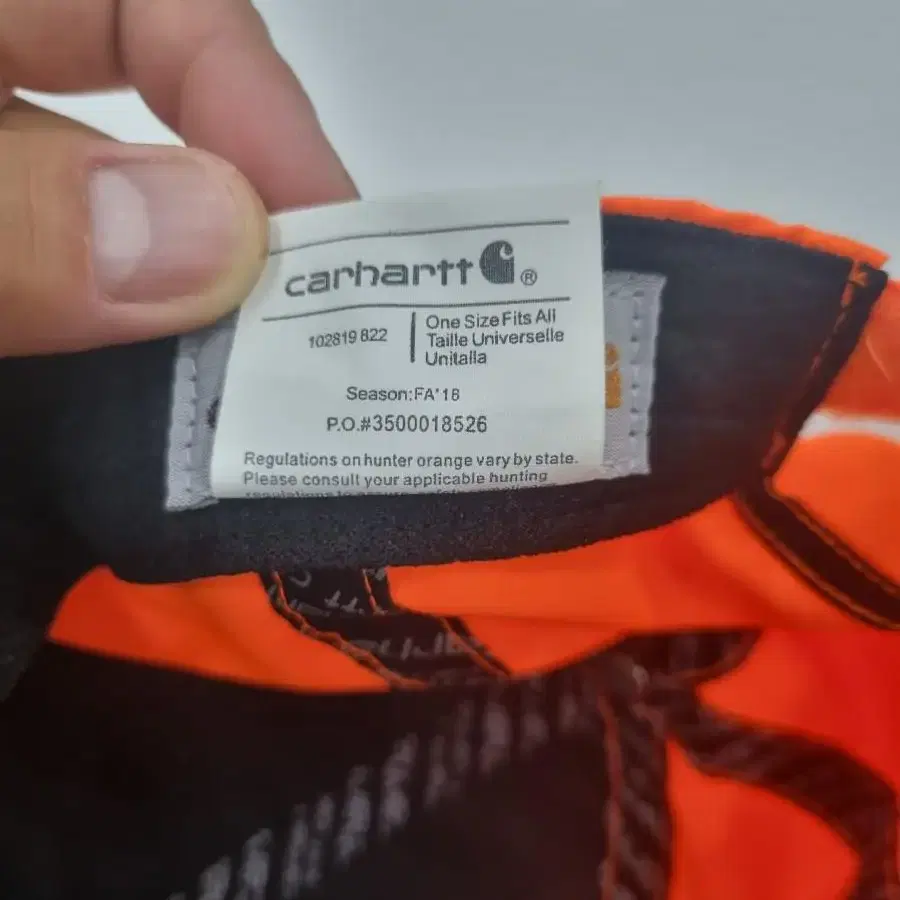 carhartt ®
102819 822
One Size Fits All
Taille Universelle
Unitalla
Season:FA'18
P.O.#3500018526
Regulations on hunter orange vary by state.
Please consult your applicable hunting